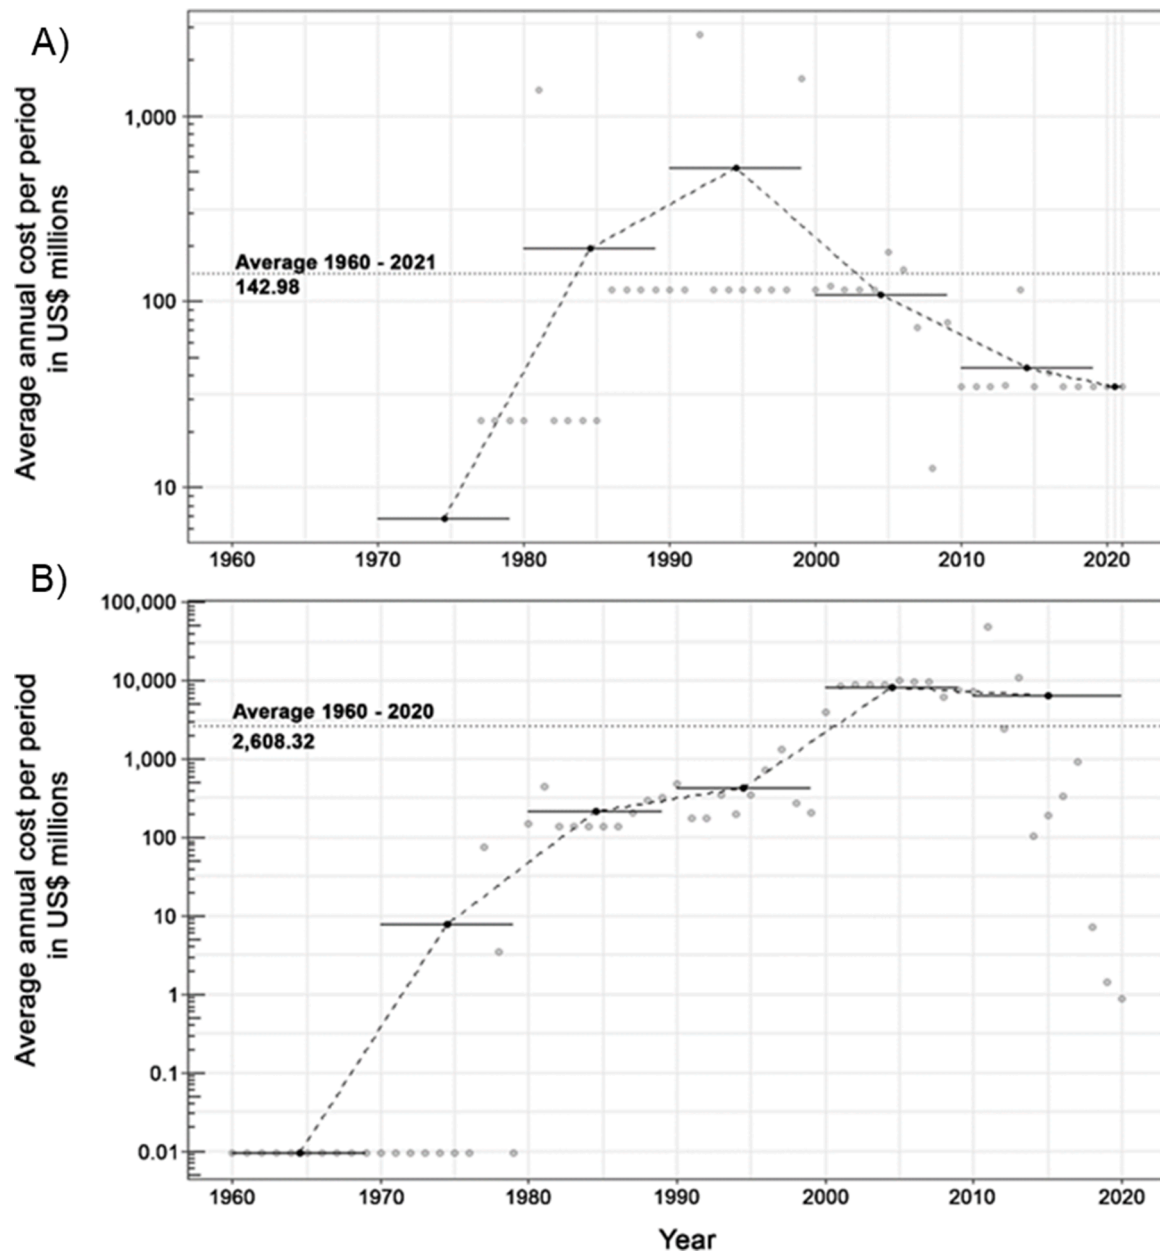 A)
Average annual cost per period
in US$ millions
1,000
100
10
Average 1960 - 2021
142.98
1960 1970 1980 1990 2000 2010 2020
B)
Average annual cost per period
in US$ millions
100,000
10,000
1,000
100
10
1
0.1
0.01
Average 1960 - 2020
2,608.32
1960 1970 1980 1990 2000 2010 2020
Year